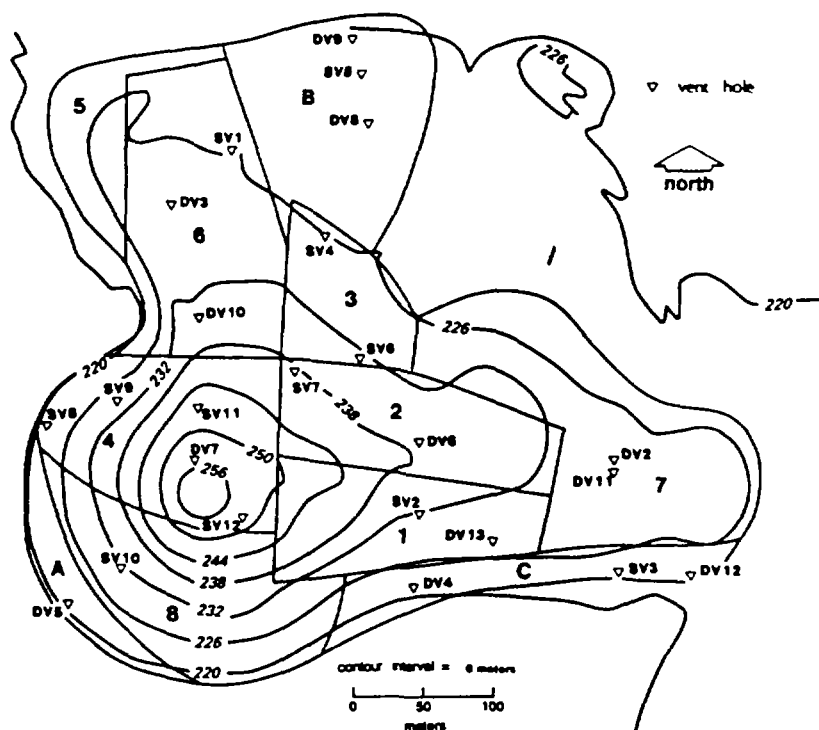 DV9
226
SV5
vent hole
5
B
DV8
SV1
north
DV3
SV4
6
3
220
DV10
226
SV6
220
232
SV7
SV9
238
2
SV11
SV8
4
DV6
DV7
250
DV2
256
DV11
7
SV2
SV12
DV13
1
244
SV10
A
238
C
SV3
DV12
DV4
232
DV5
8
226
220
contour interval = 6 meters
0 50 100
meters